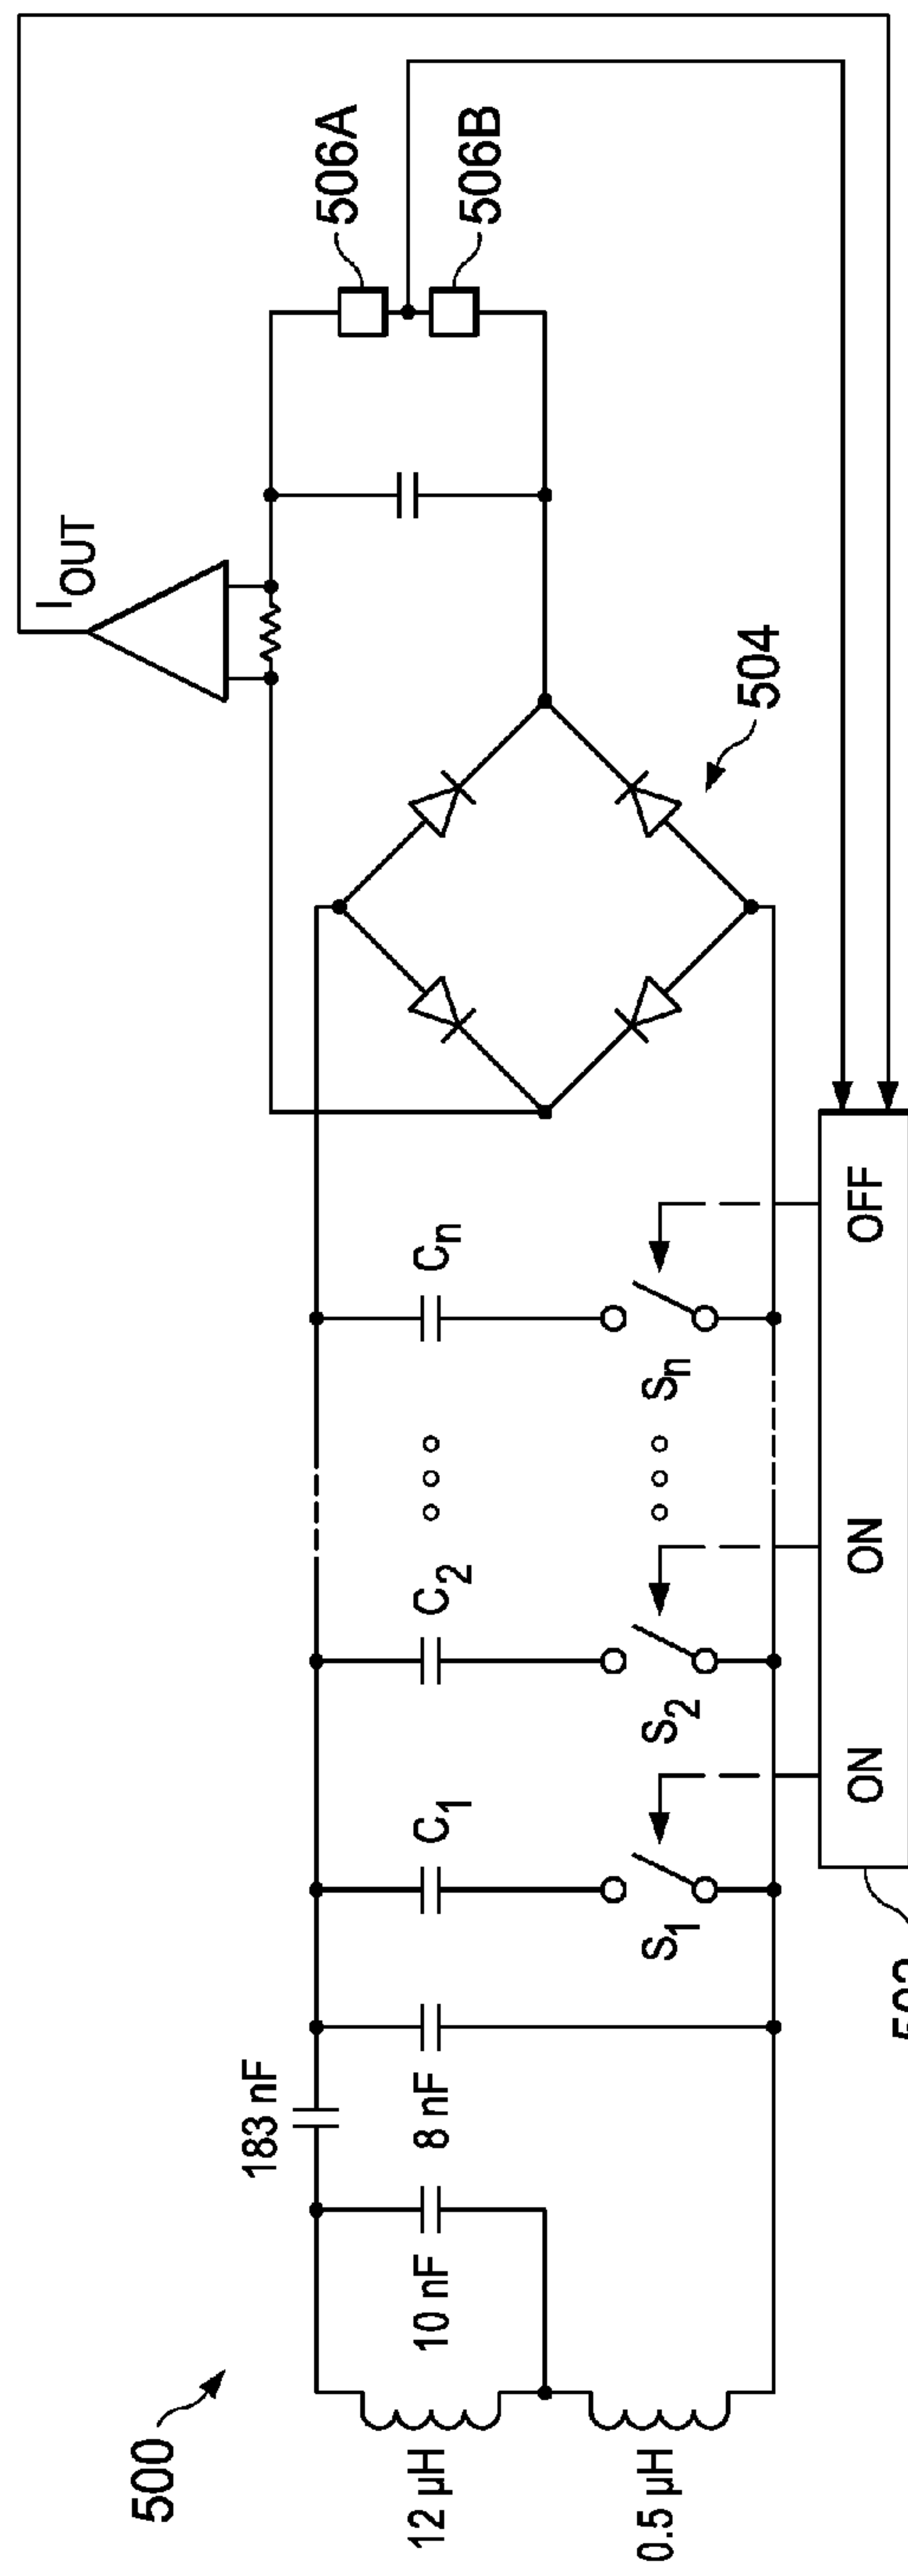 500
12 µH
0.5 µH
10 nF
183 nF
8 nF
C1
S1
C2
S2
Cn
Sn
ON
ON
OFF
504
IOUT
506A
506B